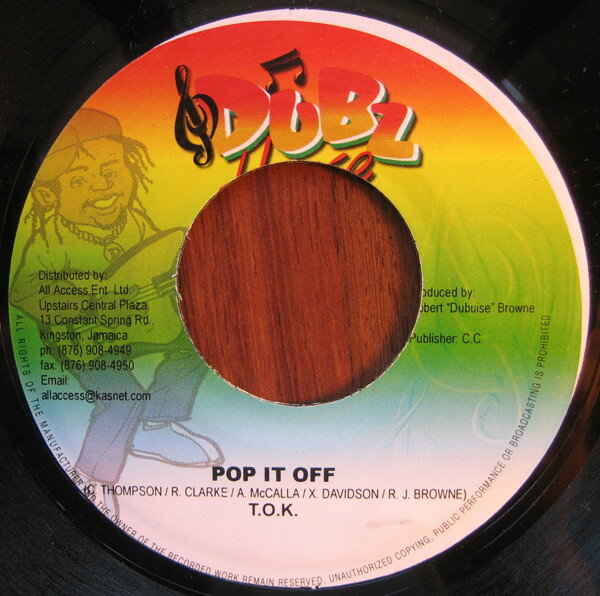 DUBZ
Distributed by:
All Access Ent. Ltd.
Upstairs Central Plaza,
13 Constant Spring Rd.,
Kingston, Jamaica
ph: (876) 908-4949
fax: (876) 908-4950
Email:
allaccess@kasnet.com
oduced by:
obert "Dubuise" Browne
Publisher: C.C.
POP IT OFF
THOMPSON / R. CLARKE / A. McCALLA / X. DAVIDSON / R. J. BROWNE)
T.O.K.
ALL RIGHTS OF THE MANUFACTURER AND THE OWNER OF THE RECORDED WORK REMAIN RESERVED. UNAUTHORIZED COPYING, PUBLIC PERFORMANCE OR BROADCASTING IS PROHIBITED